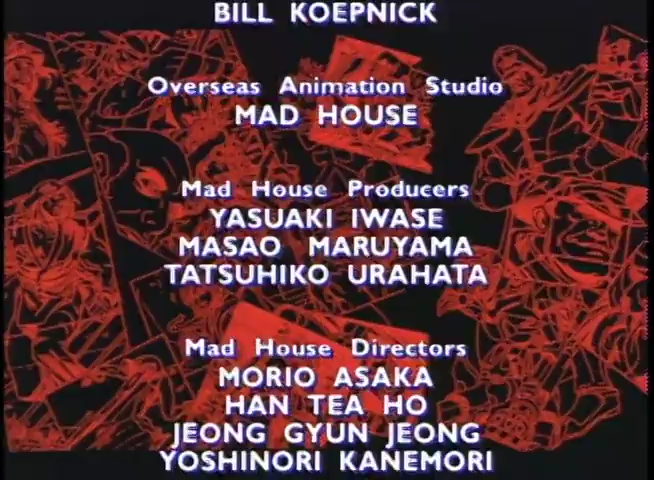 BILL KOEPNICK
Overseas Animation Studio
MAD HOUSE
Mad House Producers
YASUAKI IWASE
MASAO MARUYAMA
TATSUHIKO URAHATA
Mad House Directors
MORIO ASAKA
HAN TEA HO
JEONG GYUN JEONG
YOSHINORI KANEMORI